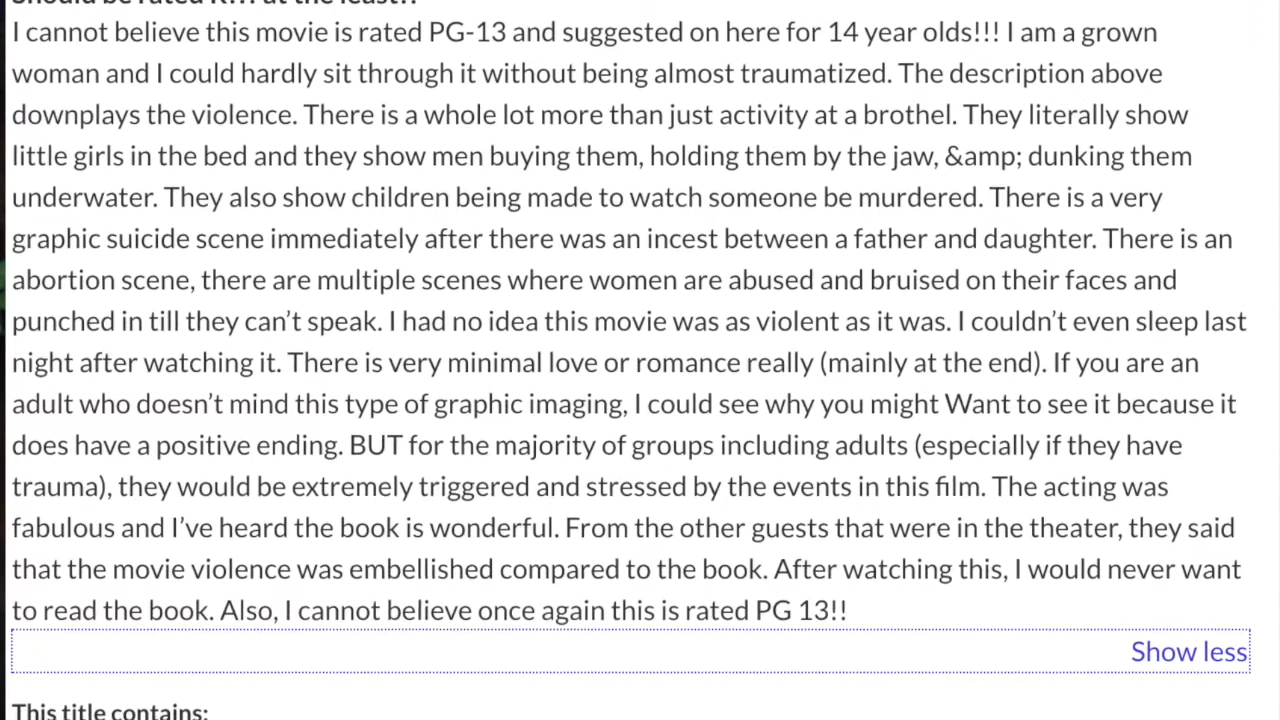 Should be rated R!!! at the least!!
I cannot believe this movie is rated PG-13 and suggested on here for 14 year olds!!! I am a grown
woman and I could hardly sit through it without being almost traumatized. The description above
downplays the violence. There is a whole lot more than just activity at a brothel. They literally show
little girls in the bed and they show men buying them, holding them by the jaw, &amp; dunking them
underwater. They also show children being made to watch someone be murdered. There is a very
graphic suicide scene immediately after there was an incest between a father and daughter. There is an
abortion scene, there are multiple scenes where women are abused and bruised on their faces and
punched in till they can’t speak. I had no idea this movie was as violent as it was. I couldn’t even sleep last
night after watching it. There is very minimal love or romance really (mainly at the end). If you are an
adult who doesn’t mind this type of graphic imaging, I could see why you might Want to see it because it
does have a positive ending. BUT for the majority of groups including adults (especially if they have
trauma), they would be extremely triggered and stressed by the events in this film. The acting was
fabulous and I’ve heard the book is wonderful. From the other guests that were in the theater, they said
that the movie violence was embellished compared to the book. After watching this, I would never want
to read the book. Also, I cannot believe once again this is rated PG 13!!
Show less
This title contains: